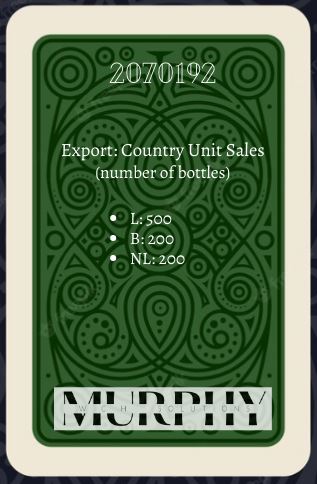 2070192
Export: Country Unit Sales
(number of bottles)
• L: 500
• B: 200
• NL: 200
MURPHY